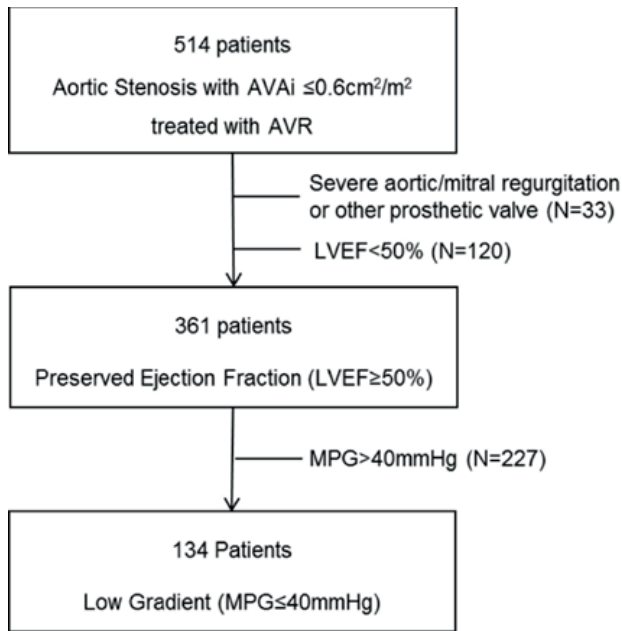 514 patients
Aortic Stenosis with AVAi ≤0.6cm²/m²
treated with AVR
Severe aortic/mitral regurgitation
or other prosthetic valve (N=33)
LVEF<50% (N=120)
361 patients
Preserved Ejection Fraction (LVEF≥50%)
MPG>40mmHg (N=227)
134 Patients
Low Gradient (MPG≤40mmHg)